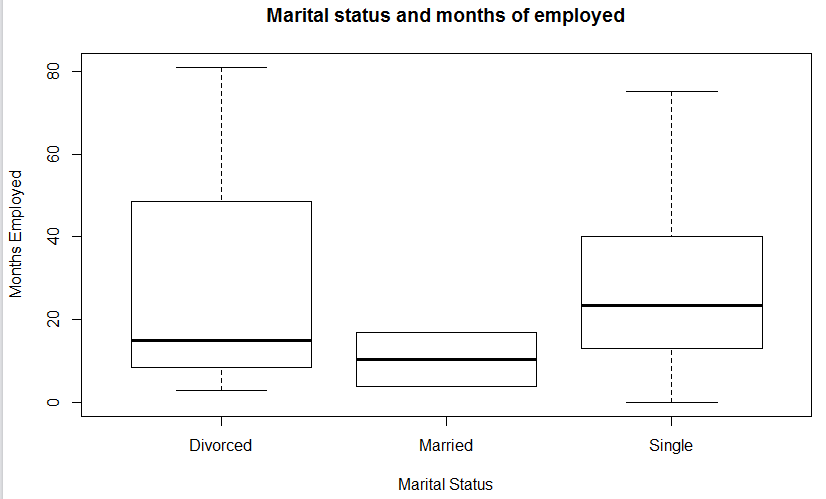 Marital status and months of employed
Months Employed
80
60
40
20
0
Divorced Married Single
Marital Status